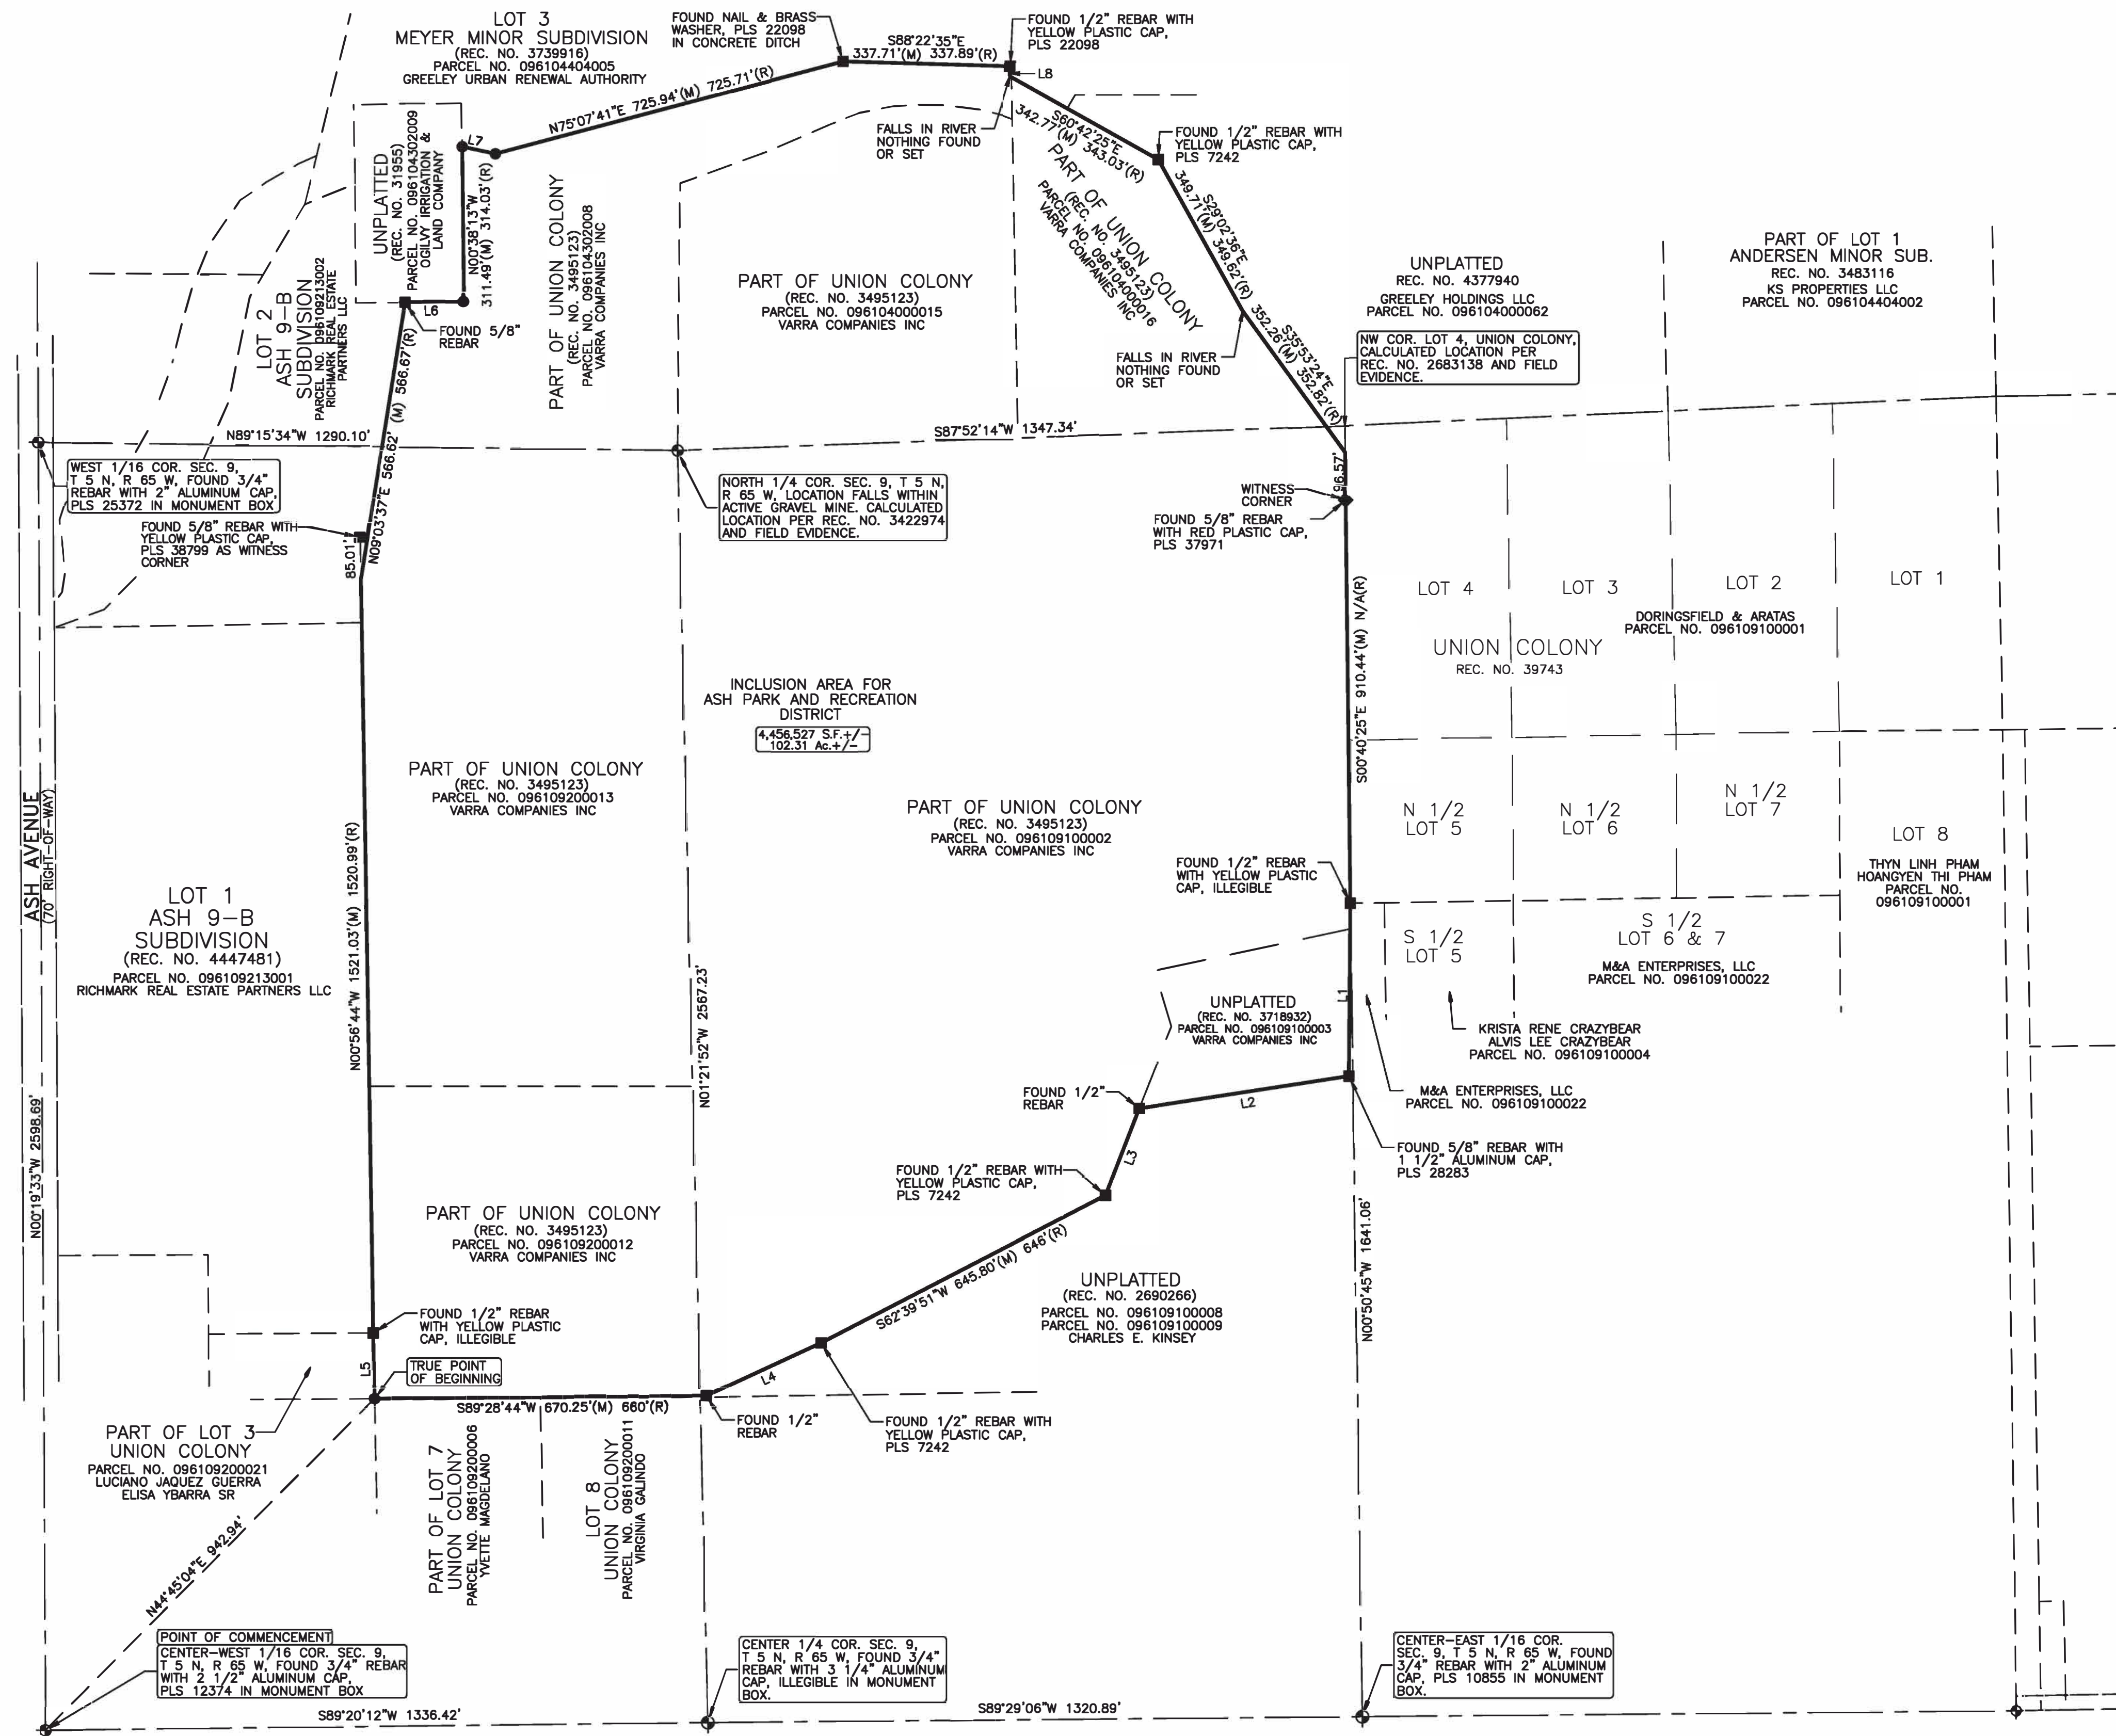 LOT 3
MEYER MINOR SUBDIVISION
(REC. NO. 3739916)
PARCEL NO. 096104404005
GREELEY URBAN RENEWAL AUTHORITY
FOUND NAIL & BRASS
WASHER, PLS 22098
IN CONCRETE DITCH
S88°22'35"E
337.71'(M) 337.89'(R)
FOUND 1/2" REBAR WITH
YELLOW PLASTIC CAP,
PLS 22098
L8
N75°07'41"E 725.94'(M) 725.71'(R)
FALLS IN RIVER
NOTHING FOUND
OR SET
S60°42'25"E
342.77'(M) 343.03'(R)
FOUND 1/2" REBAR WITH
YELLOW PLASTIC CAP,
PLS 7242
L7
UNPLATTED
(REC. NO. 31955)
PARCEL NO. 096104302009
OGILVY IRRIGATION &
LAND COMPANY
N00°38'13"W
311.49'(M) 314.03'(R)
L6
FOUND 5/8"
REBAR
LOT 2
ASH 9-B
SUBDIVISION
PARCEL NO. 096109213002
RICHMARK REAL ESTATE
PARTNERS LLC
PART OF UNION COLONY
(REC. NO. 3495123)
PARCEL NO. 096104302008
VARRA COMPANIES INC
PART OF UNION COLONY
(REC. NO. 3495123)
PARCEL NO. 096104000015
VARRA COMPANIES INC
PART OF UNION COLONY
(REC. NO. 3495123)
PARCEL NO. 096104000016
VARRA COMPANIES INC
S29°02'36"E
349.71'(M) 349.62'(R)
S35°53'24"E
352.26'(M) 352.82'(R)
FALLS IN RIVER
NOTHING FOUND
OR SET
UNPLATTED
REC. NO. 4377940
GREELEY HOLDINGS LLC
PARCEL NO. 096104000062
NW COR. LOT 4, UNION COLONY,
CALCULATED LOCATION PER
REC. NO. 2683138 AND FIELD
EVIDENCE.
PART OF LOT 1
ANDERSEN MINOR SUB.
REC. NO. 3483116
KS PROPERTIES LLC
PARCEL NO. 096104404002
N89°15'34"W 1290.10'
S87°52'14"W 1347.34'
N09°03'37"E 566.62' (M) 566.67'(R)
WEST 1/16 COR. SEC. 9,
T 5 N, R 65 W, FOUND 3/4"
REBAR WITH 2" ALUMINUM CAP,
PLS 25372 IN MONUMENT BOX
FOUND 5/8" REBAR WITH
YELLOW PLASTIC CAP,
PLS 38799 AS WITNESS
CORNER
85.01'
NORTH 1/4 COR. SEC. 9, T 5 N,
R 65 W, LOCATION FALLS WITHIN
ACTIVE GRAVEL MINE. CALCULATED
LOCATION PER REC. NO. 3422974
AND FIELD EVIDENCE.
96.57'
WITNESS
CORNER
FOUND 5/8" REBAR
WITH RED PLASTIC CAP,
PLS 37971
S00°40'25"E 910.44'(M) N/A(R)
LOT 4
LOT 3
LOT 2
LOT 1
DORINGSFIELD & ARATAS
PARCEL NO. 096109100001
UNION COLONY
REC. NO. 39743
INCLUSION AREA FOR
ASH PARK AND RECREATION
DISTRICT
4,456,527 S.F.+/-
102.31 Ac.+/-
PART OF UNION COLONY
(REC. NO. 3495123)
PARCEL NO. 096109200013
VARRA COMPANIES INC
PART OF UNION COLONY
(REC. NO. 3495123)
PARCEL NO. 096109100002
VARRA COMPANIES INC
N 1/2
LOT 5
N 1/2
LOT 6
N 1/2
LOT 7
LOT 8
THYN LINH PHAM
HOANGYEN THI PHAM
PARCEL NO.
096109100001
FOUND 1/2" REBAR
WITH YELLOW PLASTIC
CAP, ILLEGIBLE
ASH AVENUE
(70' RIGHT-OF-WAY)
N00°19'33"W 2598.69'
LOT 1
ASH 9-B
SUBDIVISION
(REC. NO. 4447481)
PARCEL NO. 096109213001
RICHMARK REAL ESTATE PARTNERS LLC
N00°56'44"W 1521.03'(M) 1520.99'(R)
N01°21'52"W 2567.23'
S 1/2
LOT 5
S 1/2
LOT 6 & 7
M&A ENTERPRISES, LLC
PARCEL NO. 096109100022
L1
UNPLATTED
(REC. NO. 3718932)
PARCEL NO. 096109100003
VARRA COMPANIES INC
KRISTA RENE CRAZYBEAR
ALVIS LEE CRAZYBEAR
PARCEL NO. 096109100004
M&A ENTERPRISES, LLC
PARCEL NO. 096109100022
FOUND 1/2"
REBAR
L2
FOUND 5/8" REBAR WITH
1 1/2" ALUMINUM CAP,
PLS 28283
L3
FOUND 1/2" REBAR WITH
YELLOW PLASTIC CAP,
PLS 7242
PART OF UNION COLONY
(REC. NO. 3495123)
PARCEL NO. 096109200012
VARRA COMPANIES INC
S62°39'51"W 645.80'(M) 646'(R)
UNPLATTED
(REC. NO. 2690266)
PARCEL NO. 096109100008
PARCEL NO. 096109100009
CHARLES E. KINSEY
N00°50'45"W 1641.06'
FOUND 1/2" REBAR
WITH YELLOW PLASTIC
CAP, ILLEGIBLE
L5
TRUE POINT
OF BEGINNING
L4
S89°28'44"W 670.25'(M) 660'(R)
FOUND 1/2"
REBAR
FOUND 1/2" REBAR WITH
YELLOW PLASTIC CAP,
PLS 7242
PART OF LOT 3
UNION COLONY
PARCEL NO. 096109200021
LUCIANO JAQUEZ GUERRA
ELISA YBARRA SR
PART OF LOT 7
UNION COLONY
PARCEL NO. 096109200006
YVETTE MAGDELANO
LOT 8
UNION COLONY
PARCEL NO. 096109200011
VIRGINIA GALINDO
N44°45'04"E 942.94'
POINT OF COMMENCEMENT
CENTER-WEST 1/16 COR. SEC. 9,
T 5 N, R 65 W, FOUND 3/4" REBAR
WITH 2 1/2" ALUMINUM CAP,
PLS 12374 IN MONUMENT BOX
CENTER 1/4 COR. SEC. 9,
T 5 N, R 65 W, FOUND 3/4"
REBAR WITH 3 1/4" ALUMINUM
CAP, ILLEGIBLE IN MONUMENT
BOX.
CENTER-EAST 1/16 COR.
SEC. 9, T 5 N, R 65 W, FOUND
3/4" REBAR WITH 2" ALUMINUM
CAP, PLS 10855 IN MONUMENT
BOX.
S89°20'12"W 1336.42'
S89°29'06"W 1320.89'